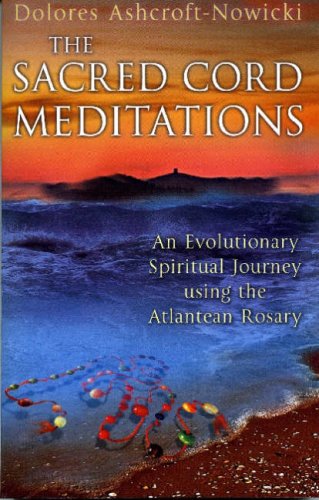 Dolores Ashcroft-Nowicki
THE
SACRED CORD
MEDITATIONS
An Evolutionary
Spiritual Journey
using the
Atlantean Rosary